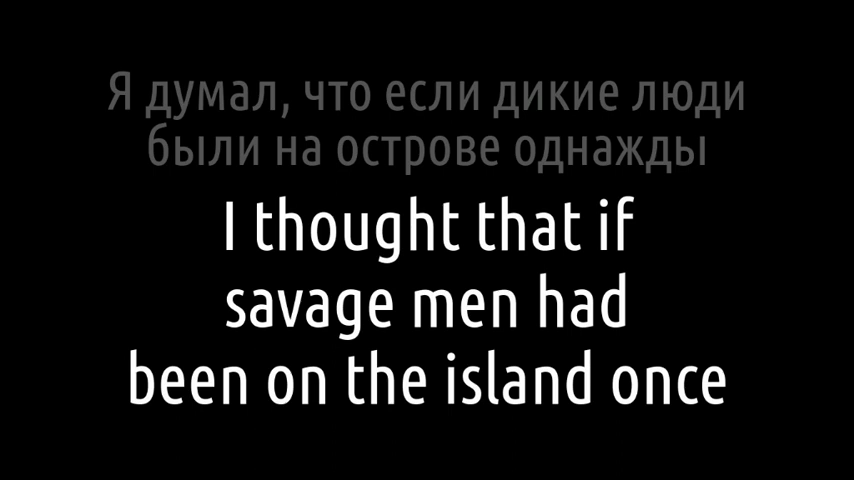 Я думал, что если дикие люди
были на острове однажды
I thought that if
savage men had
been on the island once